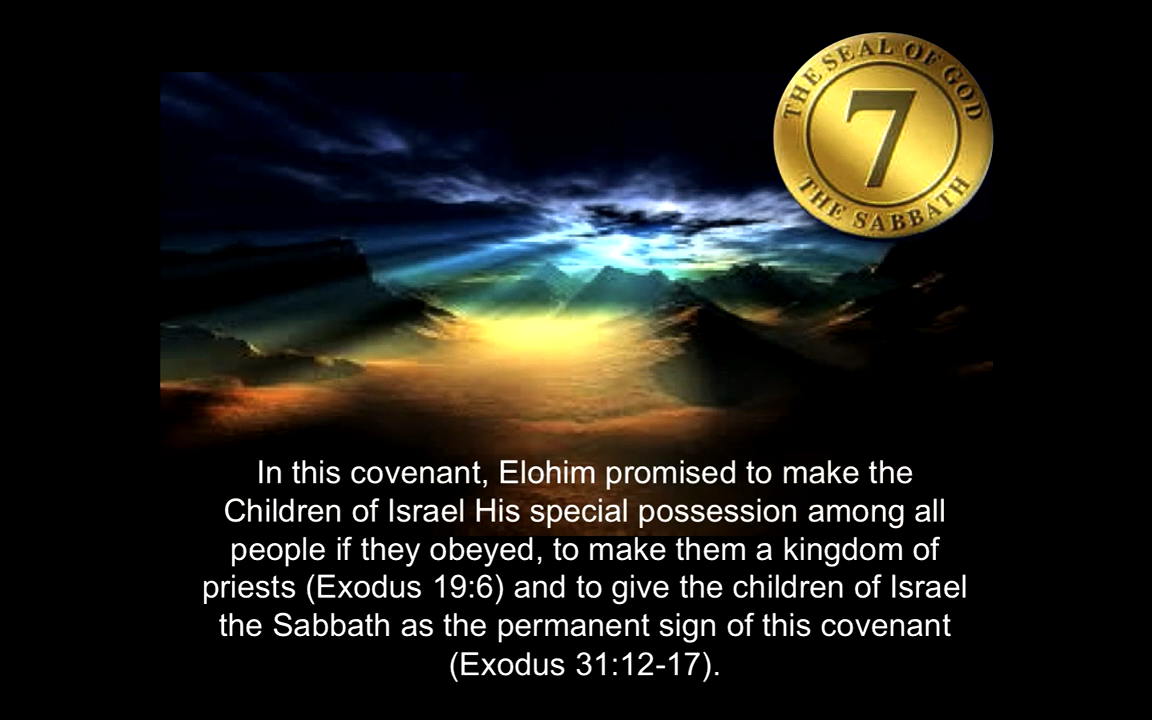 THE SEAL OF GOD
7
THE SABBATH
In this covenant, Elohim promised to make the
Children of Israel His special possession among all
people if they obeyed, to make them a kingdom of
priests (Exodus 19:6) and to give the children of Israel
the Sabbath as the permanent sign of this covenant
(Exodus 31:12-17).